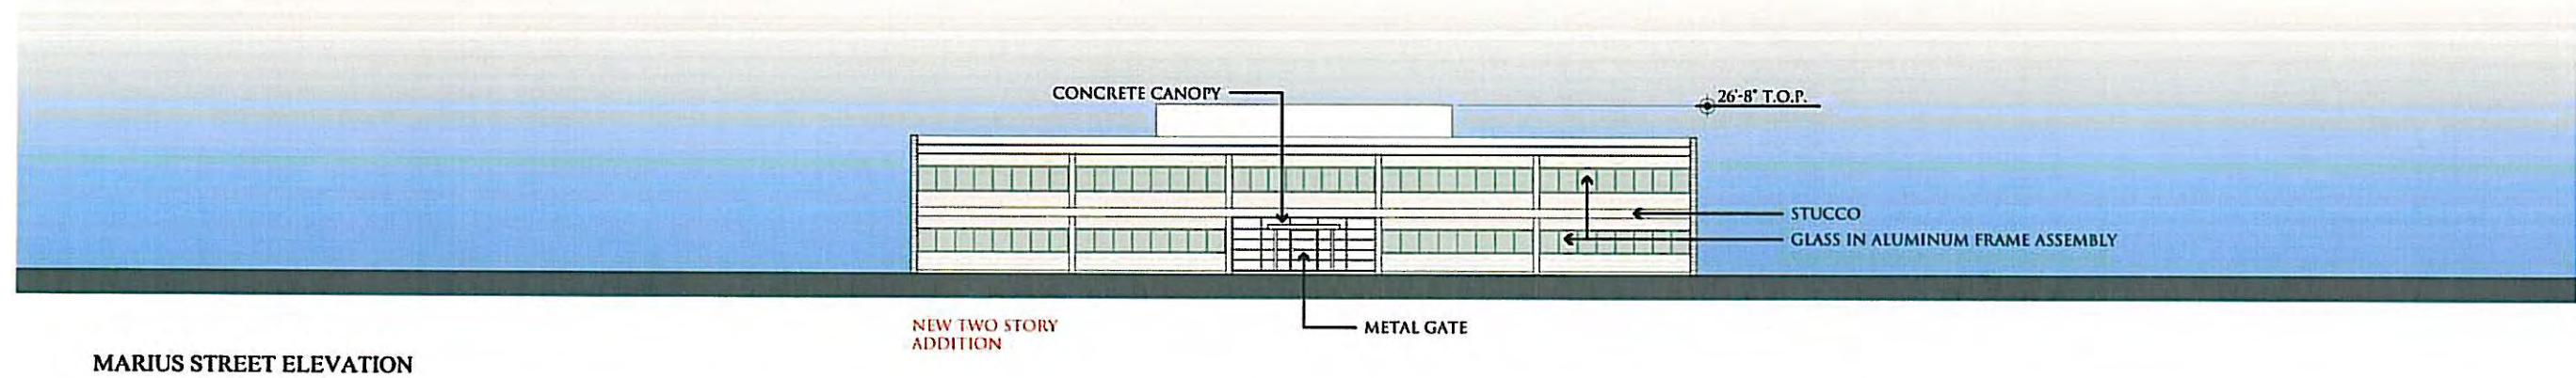 CONCRETE CANOPY
26'-8" T.O.P.
STUCCO
GLASS IN ALUMINUM FRAME ASSEMBLY
NEW TWO STORY
ADDITION
METAL GATE
MARIUS STREET ELEVATION